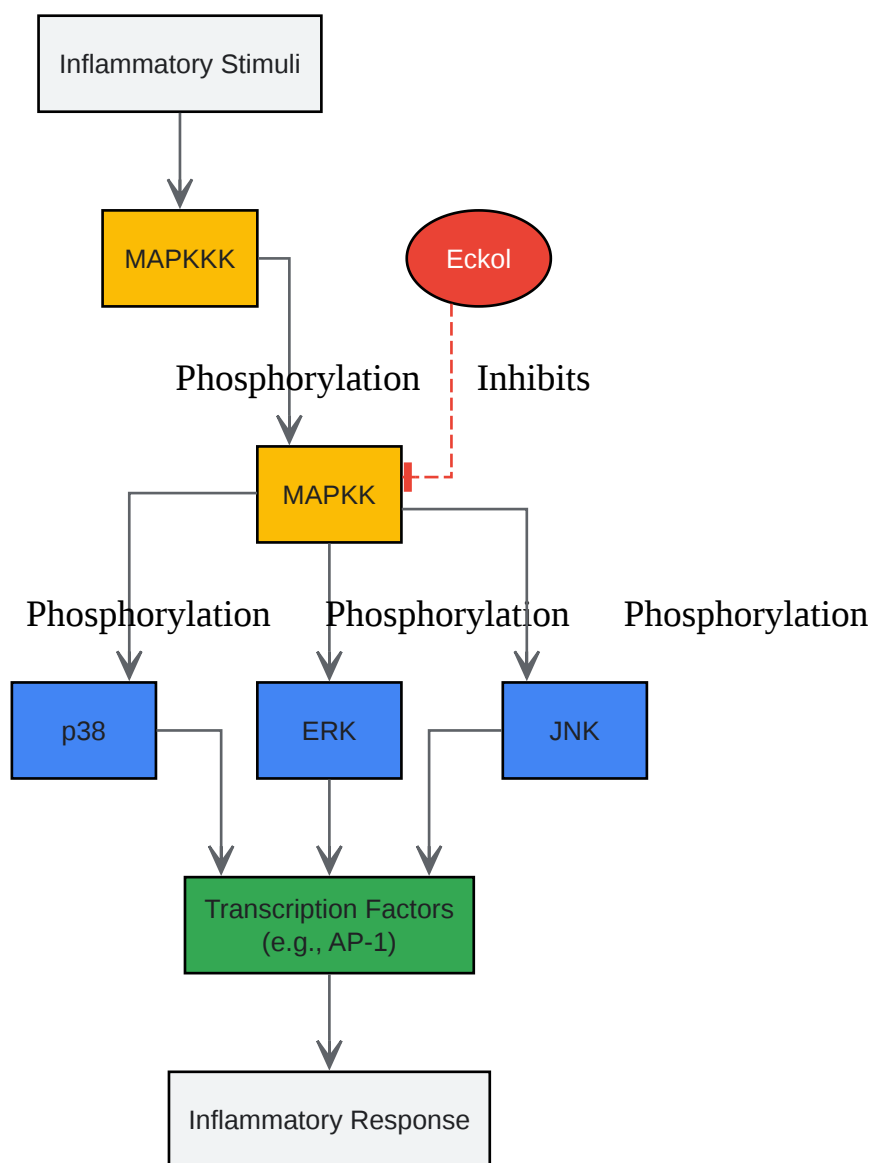 Inflammatory Stimuli
MAPKKK
Eckol
Phosphorylation
Inhibits
MAPKK
Phosphorylation
Phosphorylation
Phosphorylation
p38
ERK
JNK
Transcription Factors
(e.g., AP-1)
Inflammatory Response